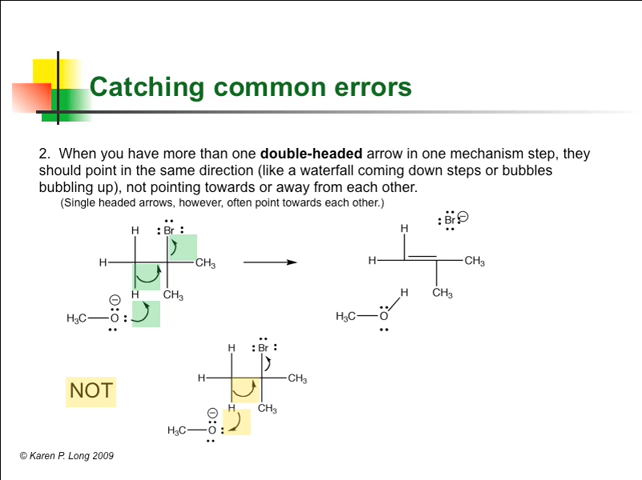 Catching common errors
2. When you have more than one double-headed arrow in one mechanism step, they
should point in the same direction (like a waterfall coming down steps or bubbles
bubbling up), not pointing towards or away from each other.
(Single headed arrows, however, often point towards each other.)
H :Br:
H CH₃
H CH₃
H₃C O:
:Br:
H
H CH₃
H CH₃
H₃C O
NOT
H :Br:
H CH₃
H CH₃
H₃C O:
© Karen P. Long 2009